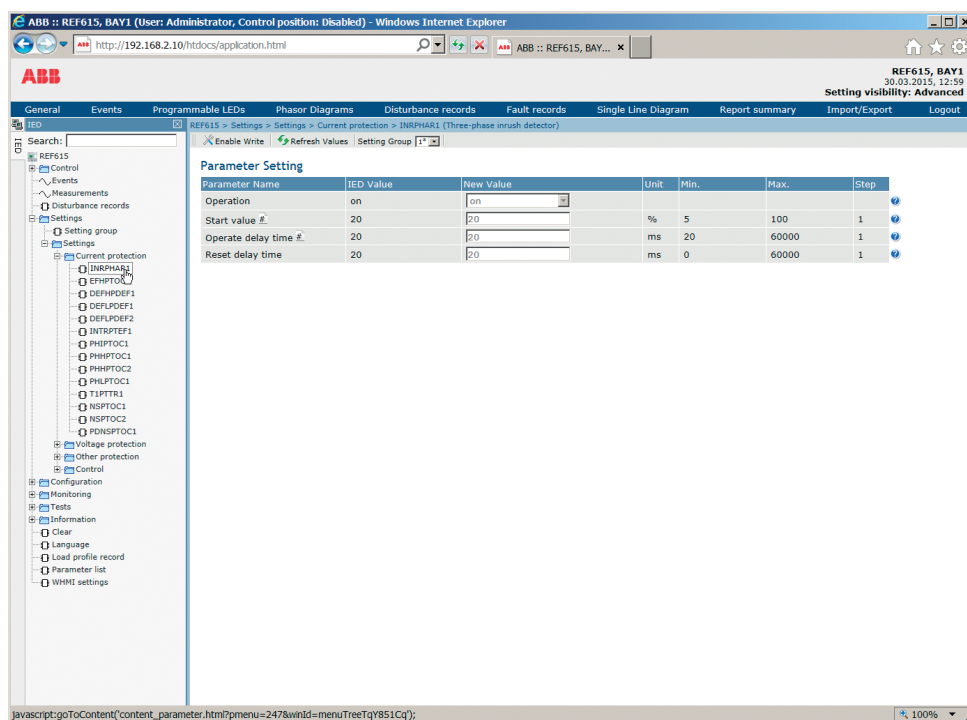 ABB :: REF615, BAY1 (User: Administrator, Control position: Disabled) - Windows Internet Explorer
ABB http://192.168.2.10/htdocs/application.html ABB ABB :: REF615, BAY... ×
ABB
REF615, BAY1
30.03.2015, 12:59
Setting visibility: Advanced
General Events Programmable LEDs Phasor Diagrams Disturbance records Fault records Single Line Diagram Report summary Import/Export Logout
IED
REF615 > Settings > Settings > Current protection > INRPHAR1 (Three-phase inrush detector)
IED
Search:
Enable Write Refresh Values Setting Group 1*
REF615
Control
Events
Measurements
Disturbance records
Settings
Setting group
Settings
Current protection
INRPHAR1
EFHPTOC
DEFHPDEF1
DEFLPDEF1
DEFLPDEF2
INTRPTEF1
PHIPTOC1
PHHPTOC1
PHHPTOC2
PHLPTOC1
T1PTTR1
NSPTOC1
NSPTOC2
PDNSPTOC1
Voltage protection
Other protection
Control
Configuration
Monitoring
Tests
Information
Clear
Language
Load profile record
Parameter list
WHMI settings
Parameter Setting
Parameter Name IED Value New Value Unit Min. Max. Step
Operation on on
Start value # 20 20 % 5 100 1
Operate delay time # 20 20 ms 20 60000 1
Reset delay time 20 20 ms 0 60000 1
javascript:goToContent('content_parameter.html?pmenu=247&winId=menuTreeTqY851Cq');
100%